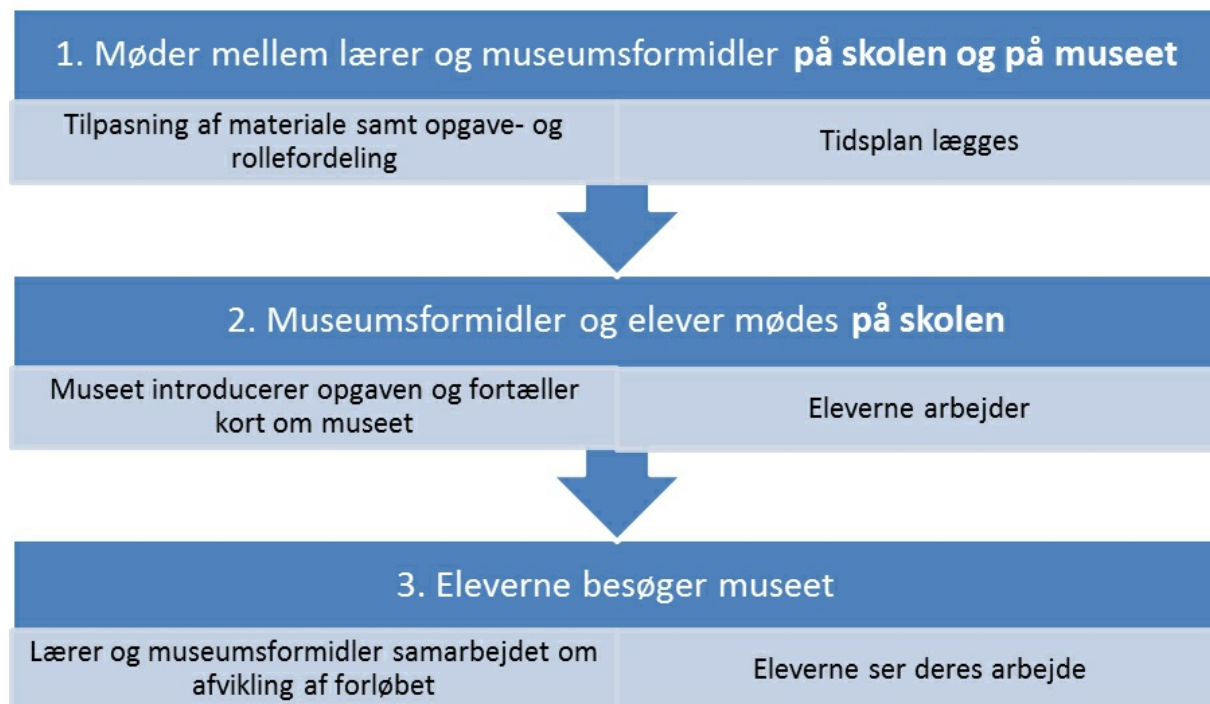 1. Møder mellem lærer og museumsformidler på skolen og på museet
Tilpasning af materiale samt opgave- og
rollefordeling
Tidsplan lægges
2. Museumsformidler og elever mødes på skolen
Museet introducerer opgaven og fortæller
kort om museet
Eleverne arbejder
3. Eleverne besøger museet
Lærer og museumsformidler samarbejdet om
afvikling af forløbet
Eleverne ser deres arbejde